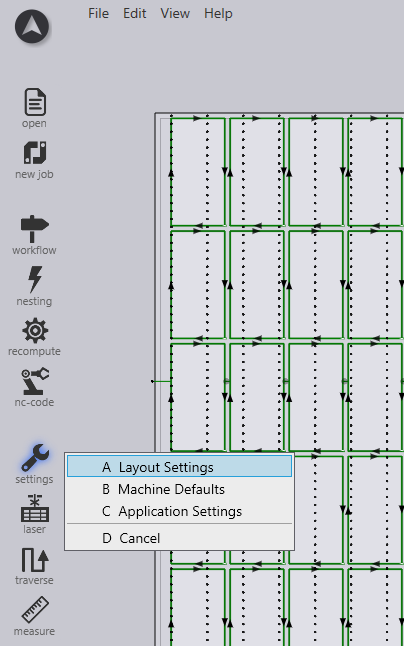 File Edit View Help
open
new job
workflow
nesting
recompute
nc-code
settings
A Layout Settings
B Machine Defaults
C Application Settings
D Cancel
laser
traverse
measure